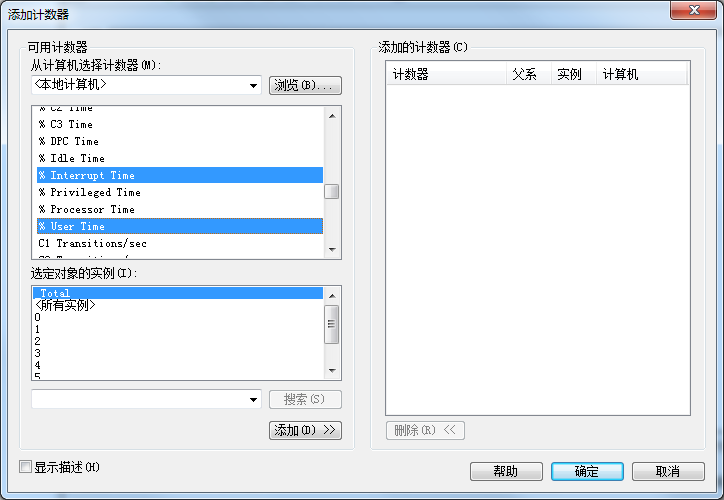 添加计数器
可用计数器
从计算机选择计数器(M):
<本地计算机>
浏览(B)...
% C2 Time
% C3 Time
% DPC Time
% Idle Time
% Interrupt Time
% Privileged Time
% Processor Time
% User Time
C1 Transitions/sec
选定对象的实例(I):
_Total
<所有实例>
0
1
2
3
4
5
搜索(S)
添加(D) >>
显示描述(H)
添加的计数器(C)
计数器 父系 实例 计算机
删除(R) <<
帮助 确定 取消